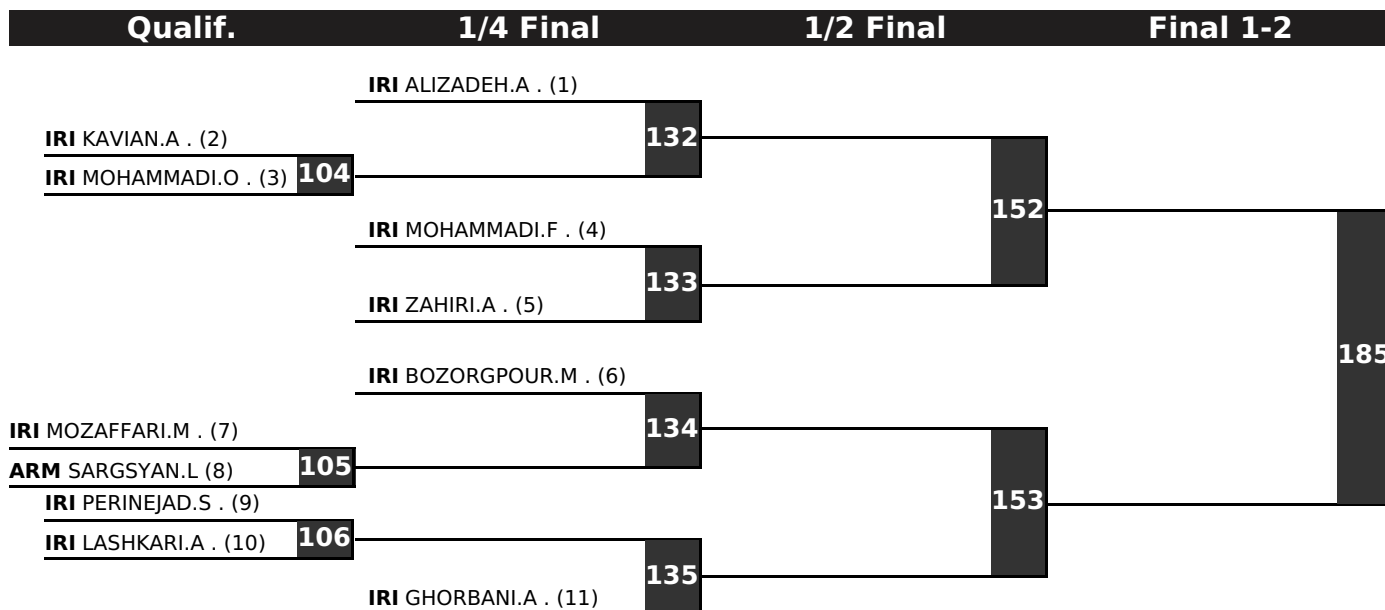 Qualif. 1/4 Final 1/2 Final Final 1-2
IRI ALIZADEH.A . (1)
132
IRI KAVIAN.A . (2)
IRI MOHAMMADI.O . (3) 104
152
IRI MOHAMMADI.F . (4)
133
IRI ZAHIRI.A . (5)
185
IRI BOZORGPOUR.M . (6)
134
IRI MOZAFFARI.M . (7)
ARM SARGSYAN.L (8) 105
IRI PERINEJAD.S . (9)
153
IRI LASHKARI.A . (10) 106
135
IRI GHORBANI.A . (11)